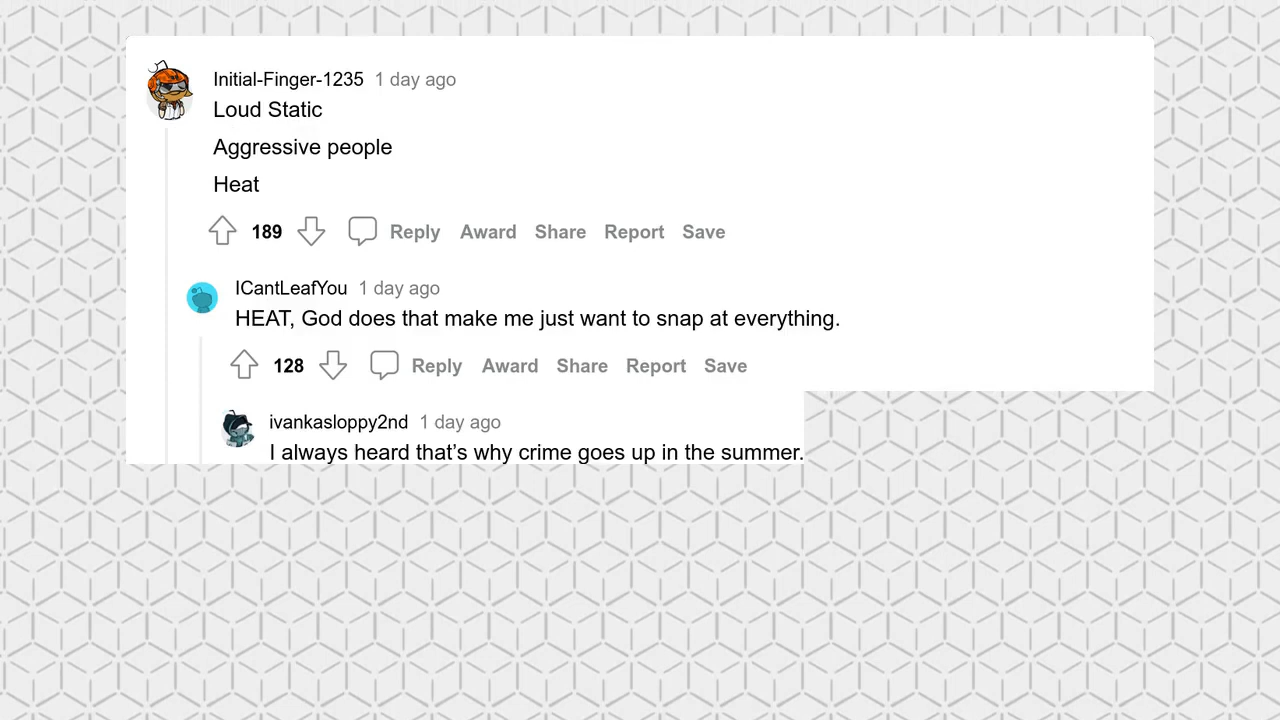 Initial-Finger-1235 1 day ago
Loud Static
Aggressive people
Heat
189 Reply Award Share Report Save
ICantLeafYou 1 day ago
HEAT, God does that make me just want to snap at everything.
128 Reply Award Share Report Save
ivankasloppy2nd 1 day ago
I always heard that’s why crime goes up in the summer.